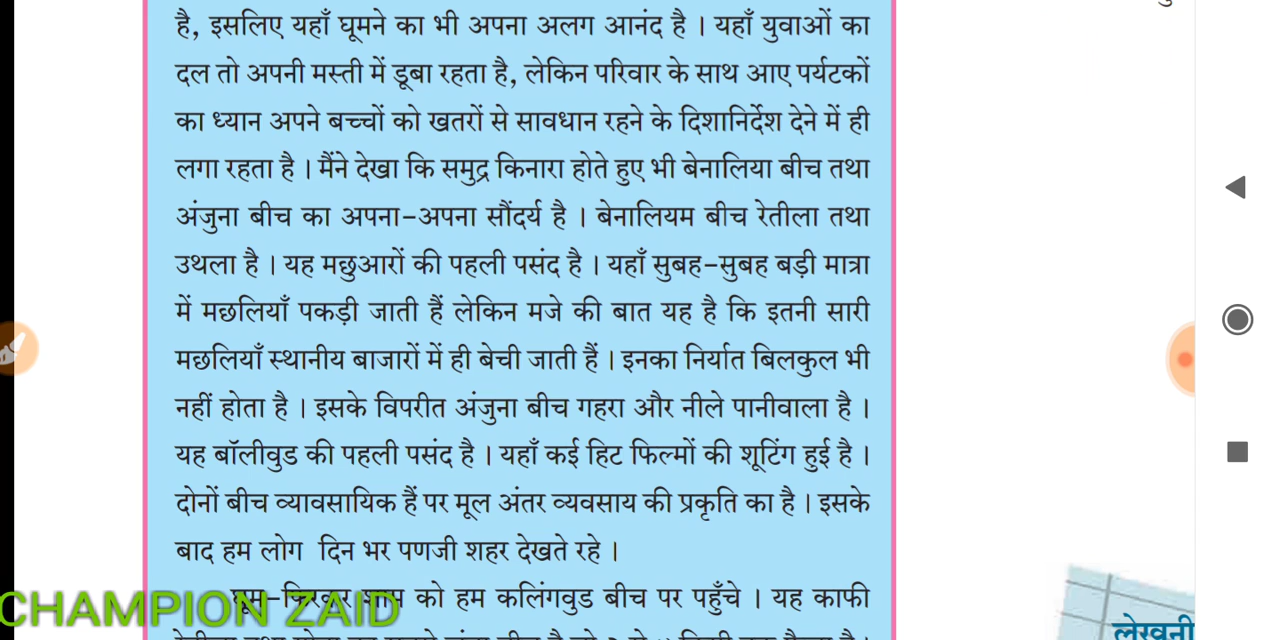 है, इसलिए यहाँ घूमने का भी अपना अलग आनंद है । यहाँ युवाओं का
दल तो अपनी मस्ती में डूबा रहता है, लेकिन परिवार के साथ आए पर्यटकों
का ध्यान अपने बच्चों को खतरों से सावधान रहने के दिशानिर्देश देने में ही
लगा रहता है । मैंने देखा कि समुद्र किनारा होते हुए भी बेनालिया बीच तथा
अंजुना बीच का अपना-अपना सौंदर्य है । बेनालियम बीच रेतीला तथा
उथला है । यह मछुआरों की पहली पसंद है । यहाँ सुबह-सुबह बड़ी मात्रा
में मछलियाँ पकड़ी जाती हैं लेकिन मजे की बात यह है कि इतनी सारी
मछलियाँ स्थानीय बाजारों में ही बेची जाती हैं । इनका निर्यात बिलकुल भी
नहीं होता है । इसके विपरीत अंजुना बीच गहरा और नीले पानीवाला है ।
यह बॉलीवुड की पहली पसंद है । यहाँ कई हिट फिल्मों की शूटिंग हुई है ।
दोनों बीच व्यावसायिक हैं पर मूल अंतर व्यवसाय की प्रकृति का है । इसके
बाद हम लोग दिन भर पणजी शहर देखते रहे ।
घूम-फिरकर शाम को हम कलिंगवुड बीच पर पहुँचे । यह काफी
CHAMPION ZAID
लेखनी